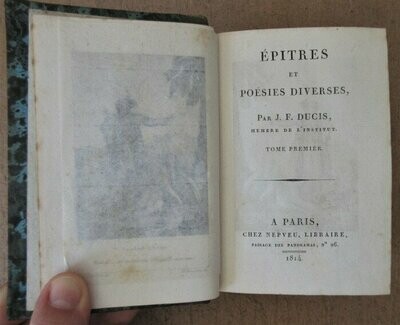 ÉPITRES
ET
POÉSIES DIVERSES,
PAR J. F. DUCIS,
MEMBRE DE L'INSTITUT.
TOME PREMIER.
A PARIS,
CHEZ NEPVEU, LIBRAIRE,
PASSAGE DES PANORAMAS, N° 26.
1814